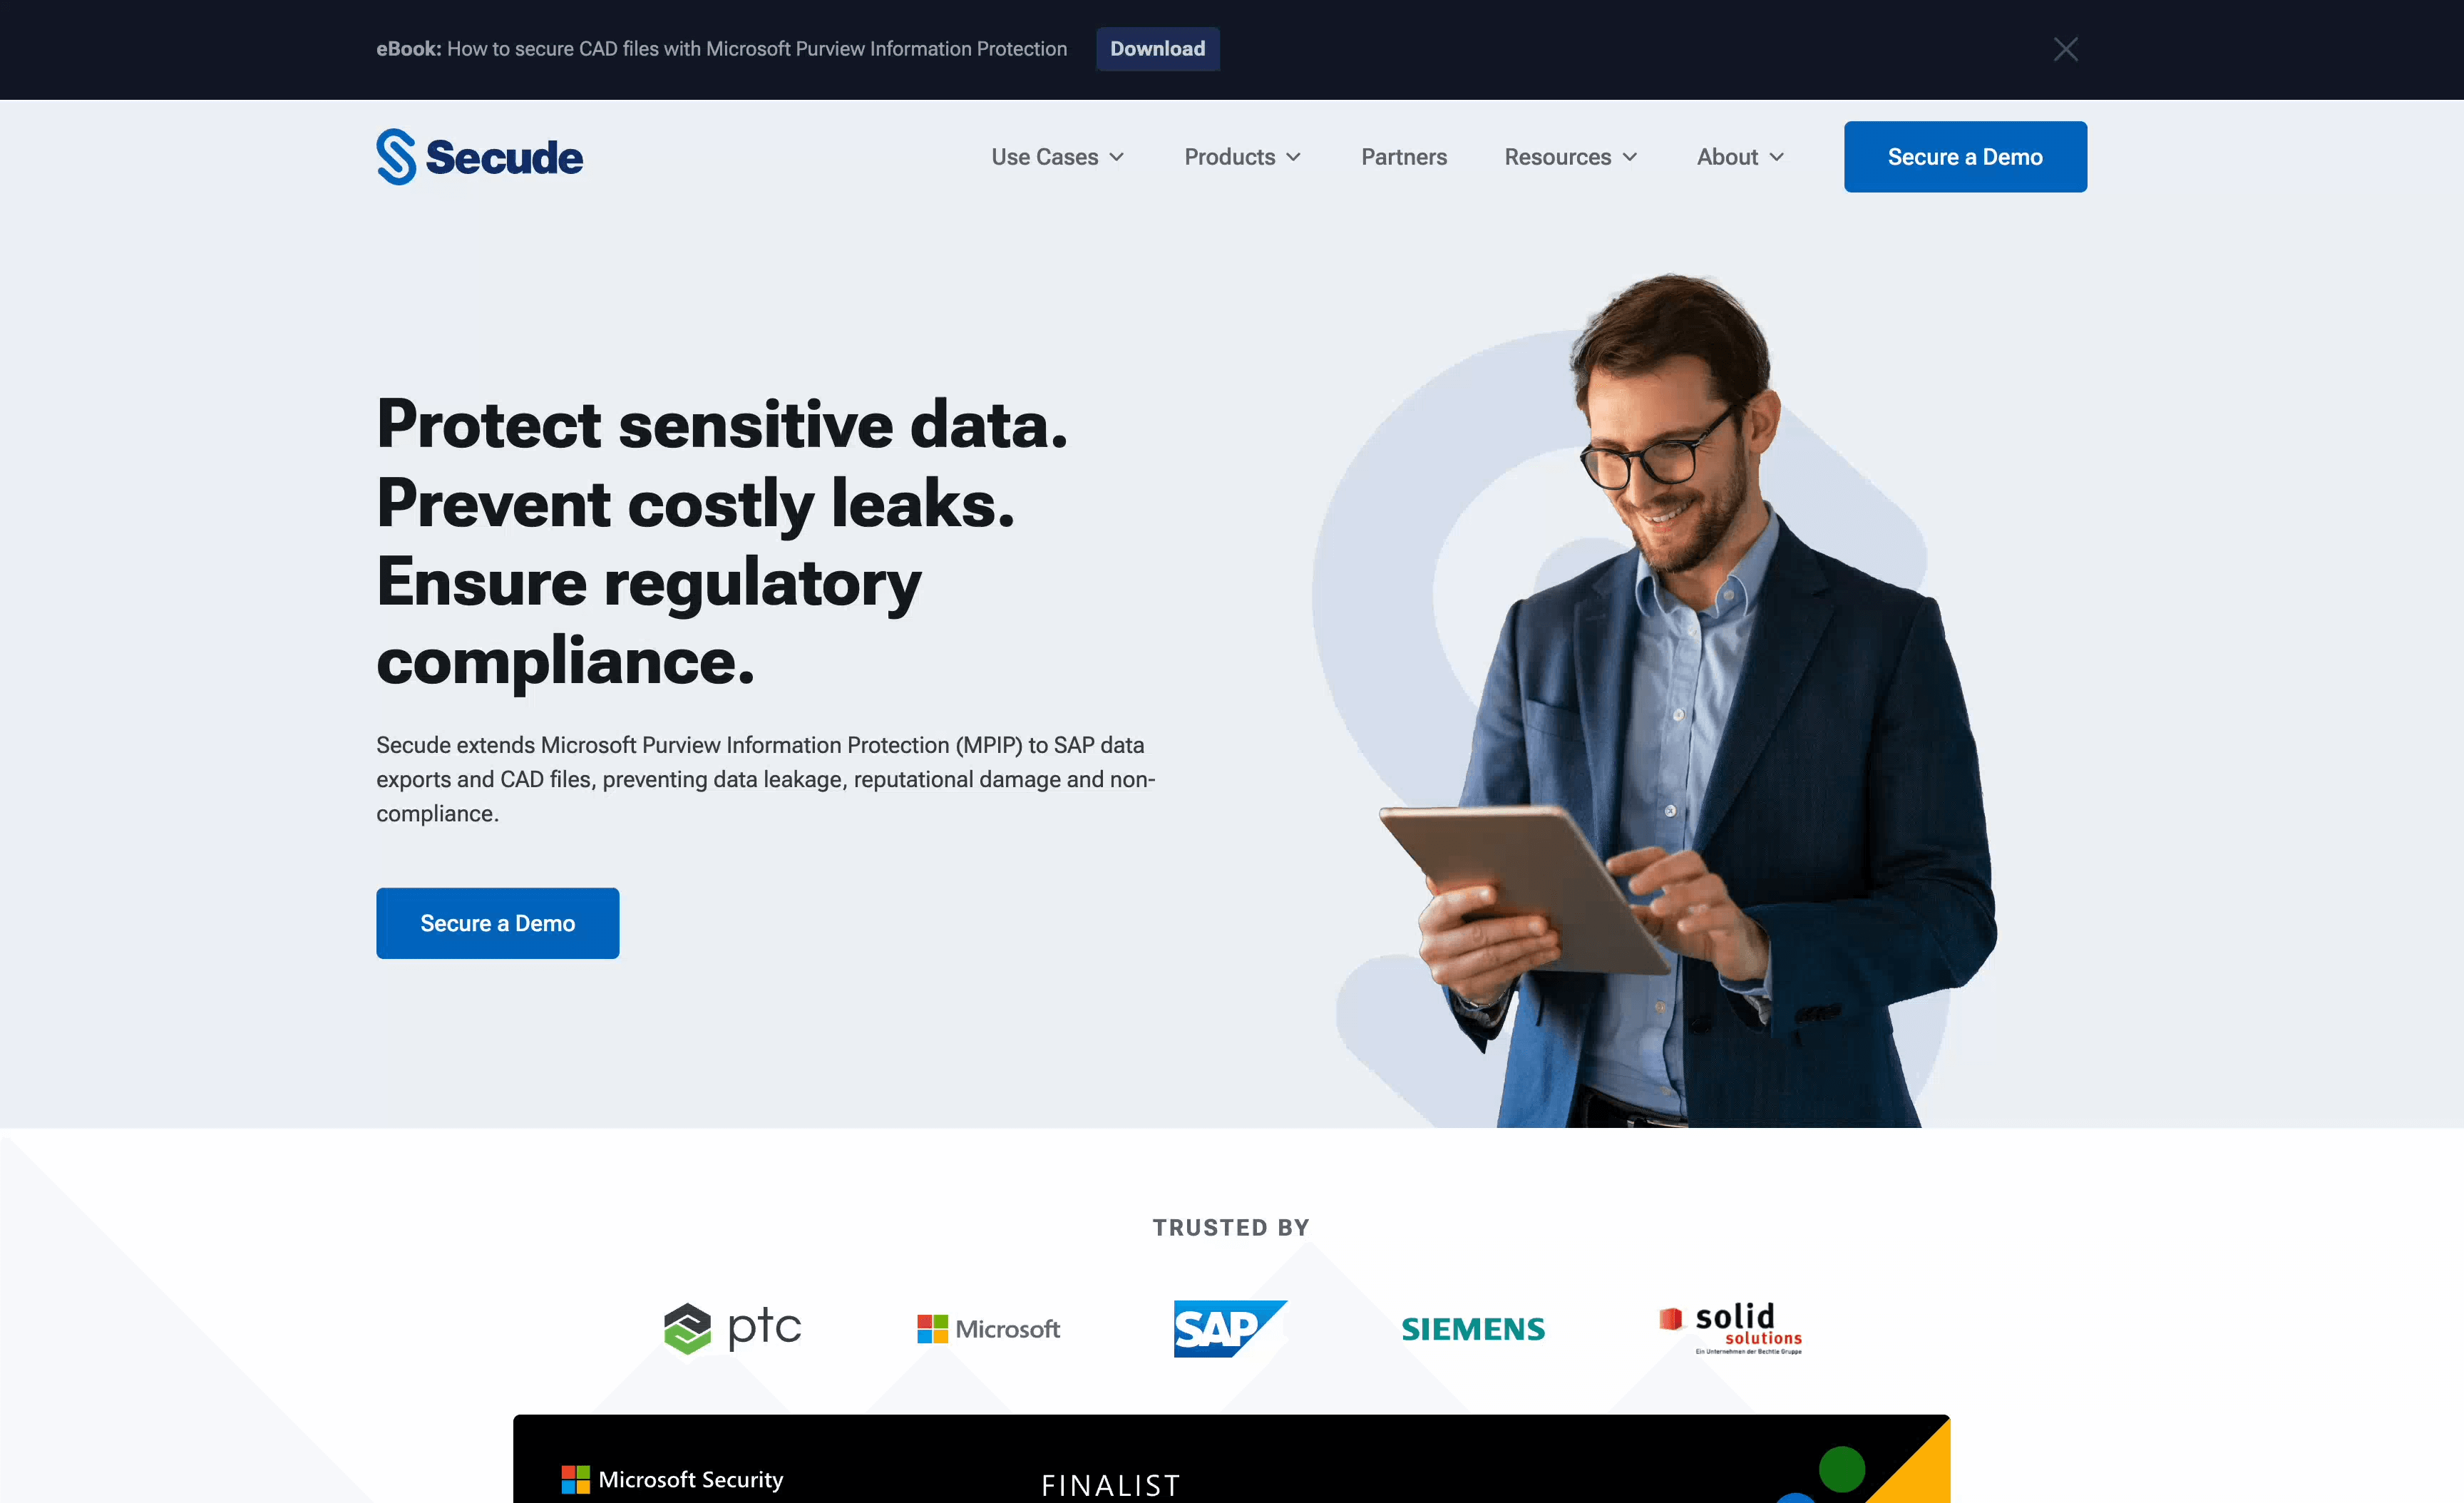 eBook: How to secure CAD files with Microsoft Purview Information Protection
Download
Secude
Use Cases
Products
Partners
Resources
About
Secure a Demo
Protect sensitive data.
Prevent costly leaks.
Ensure regulatory
compliance.
Secude extends Microsoft Purview Information Protection (MPIP) to SAP data
exports and CAD files, preventing data leakage, reputational damage and non-
compliance.
Secure a Demo
TRUSTED BY
ptc
Microsoft
SAP
SIEMENS
solid
solutions
Ein Unternehmen der Bechtle Gruppe
Microsoft Security
FINALIST